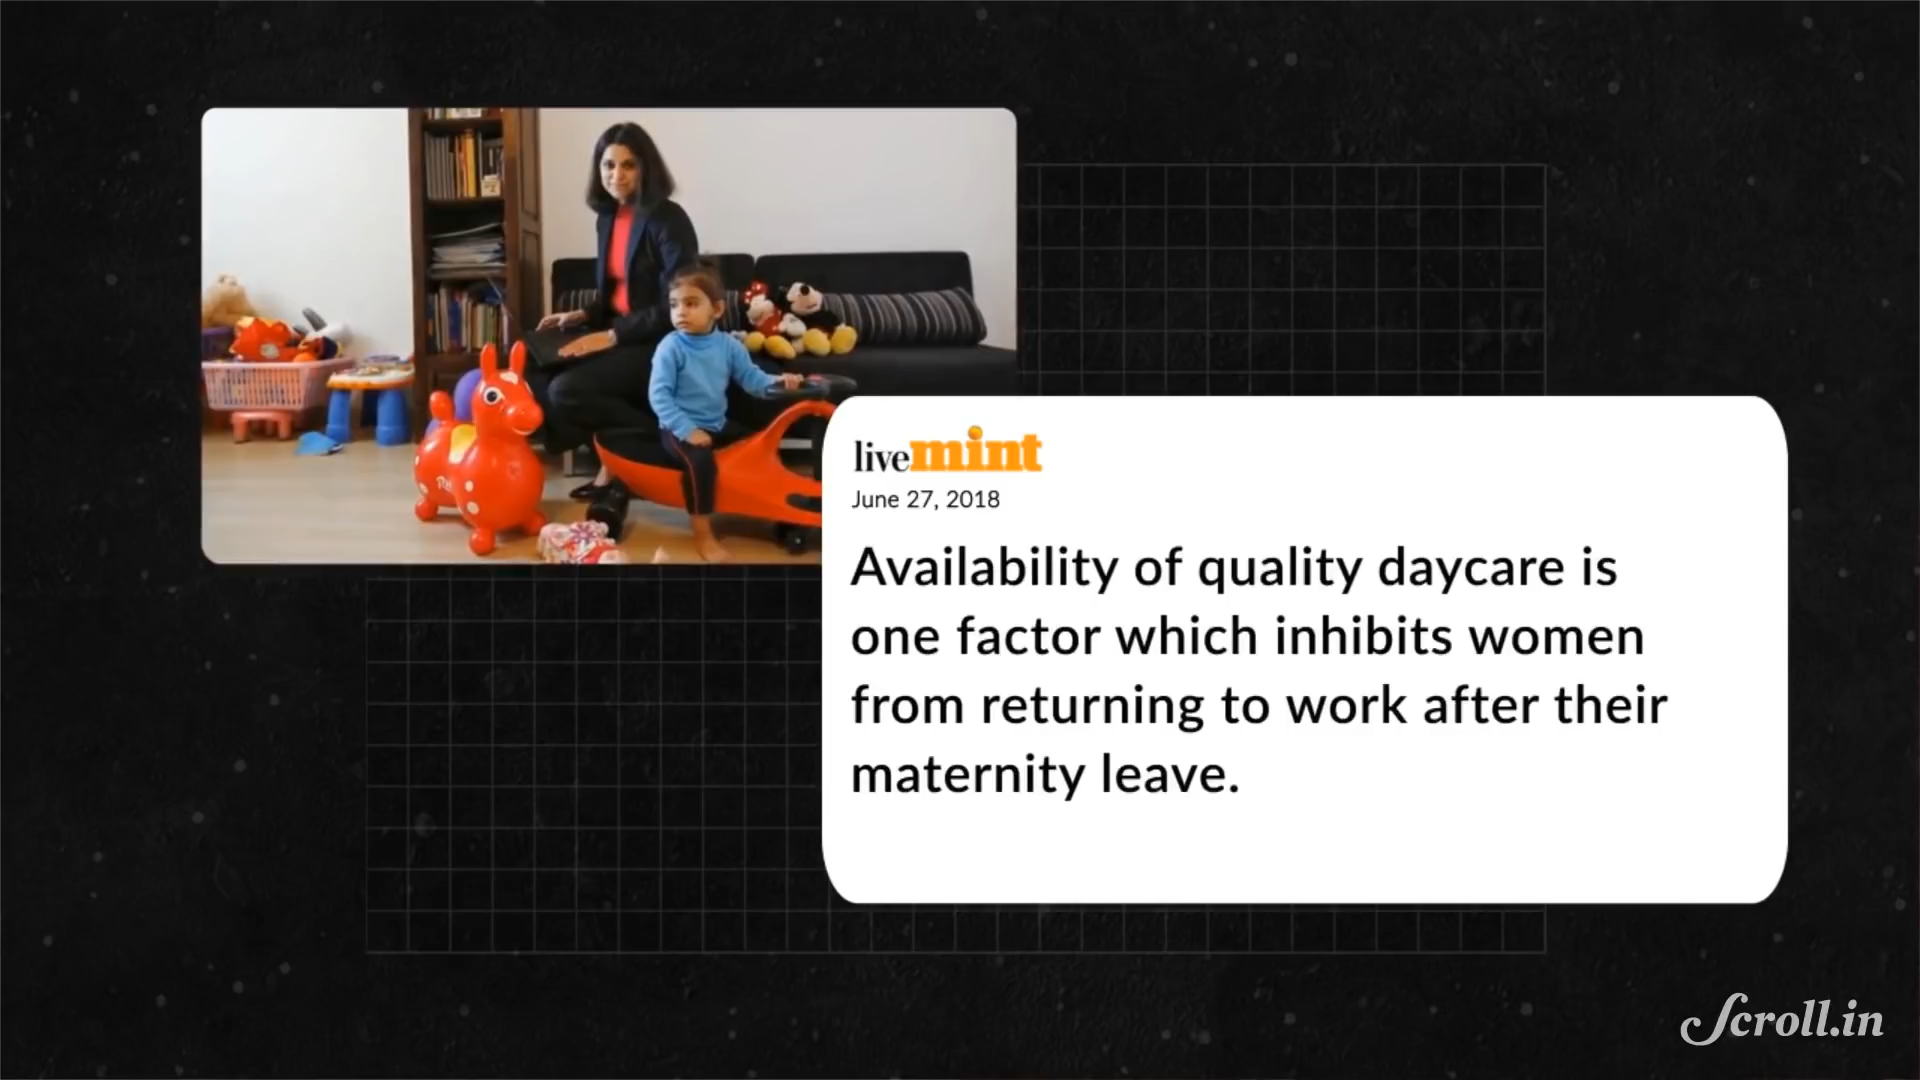 livemint
June 27, 2018
Availability of quality daycare is
one factor which inhibits women
from returning to work after their
maternity leave.
Scroll.in